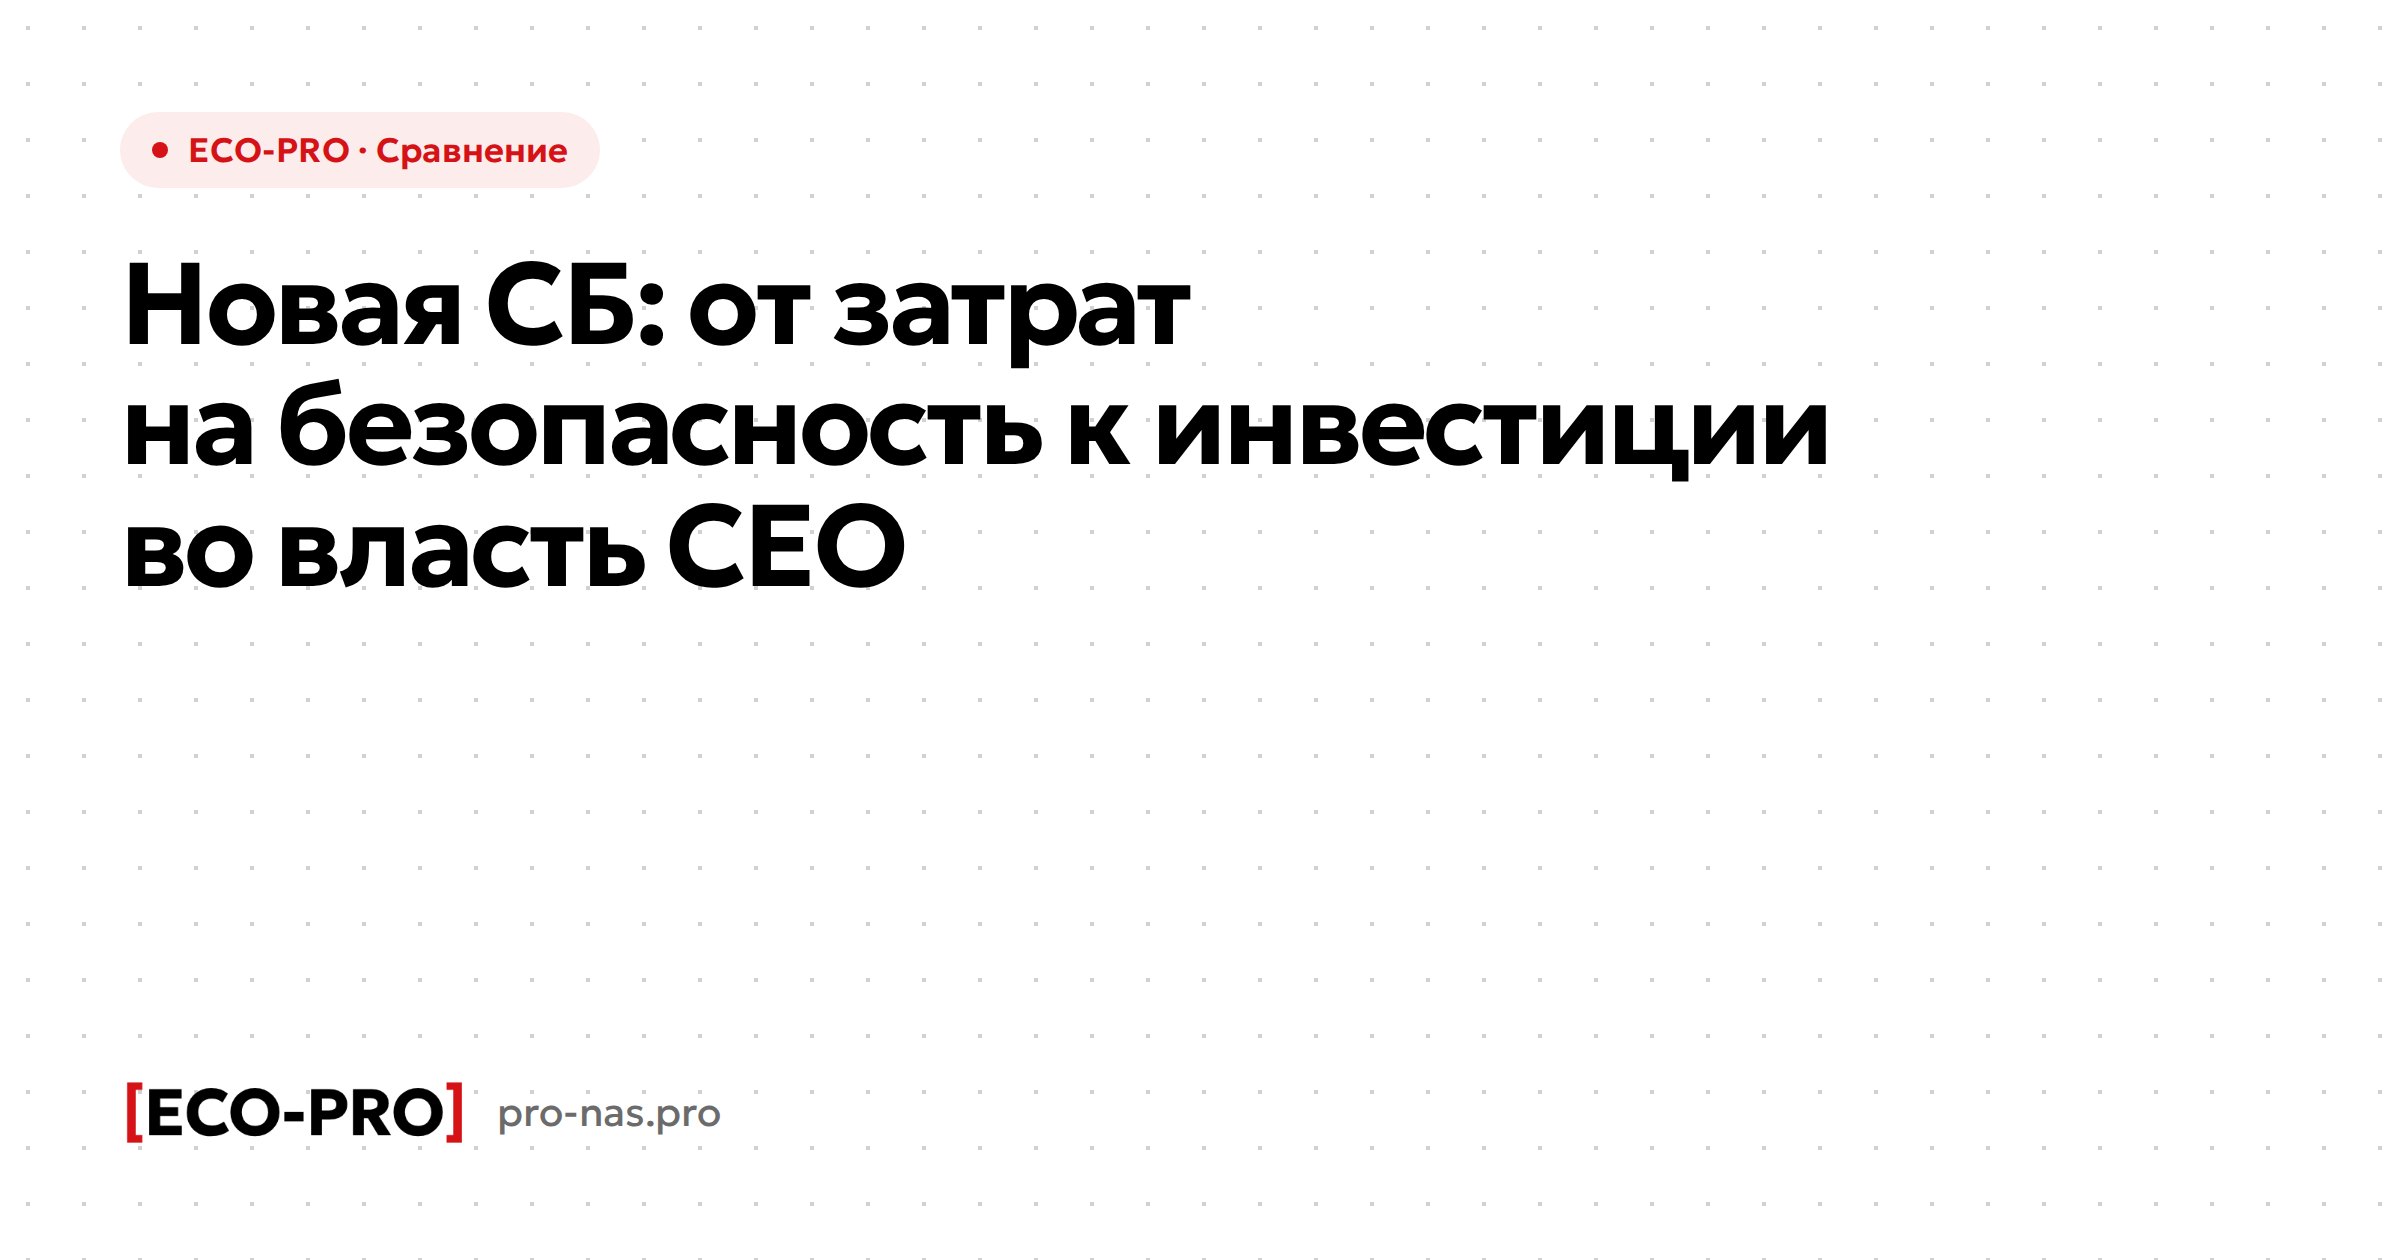 ECO-PRO · Сравнение
Новая СБ: от затрат
на безопасность к инвестиции
во власть CEO
[ECO-PRO] pro-nas.pro